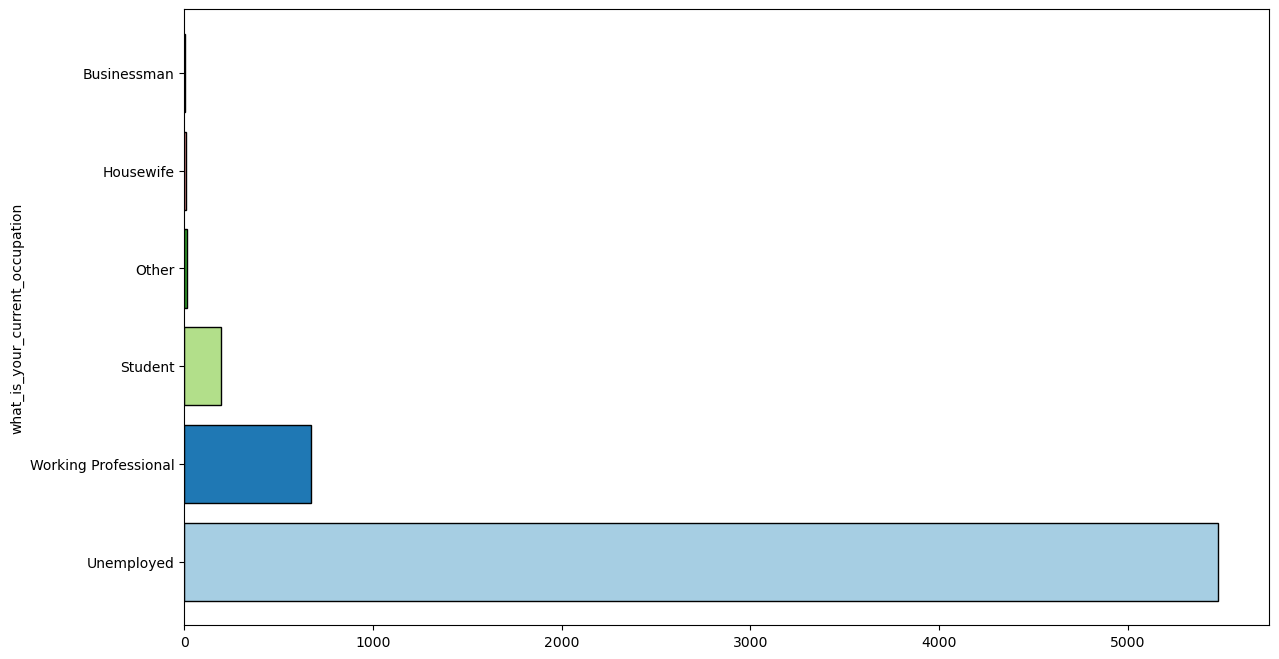 what_is_your_current_occupation
Businessman
Housewife
Other
Student
Working Professional
Unemployed
0 1000 2000 3000 4000 5000